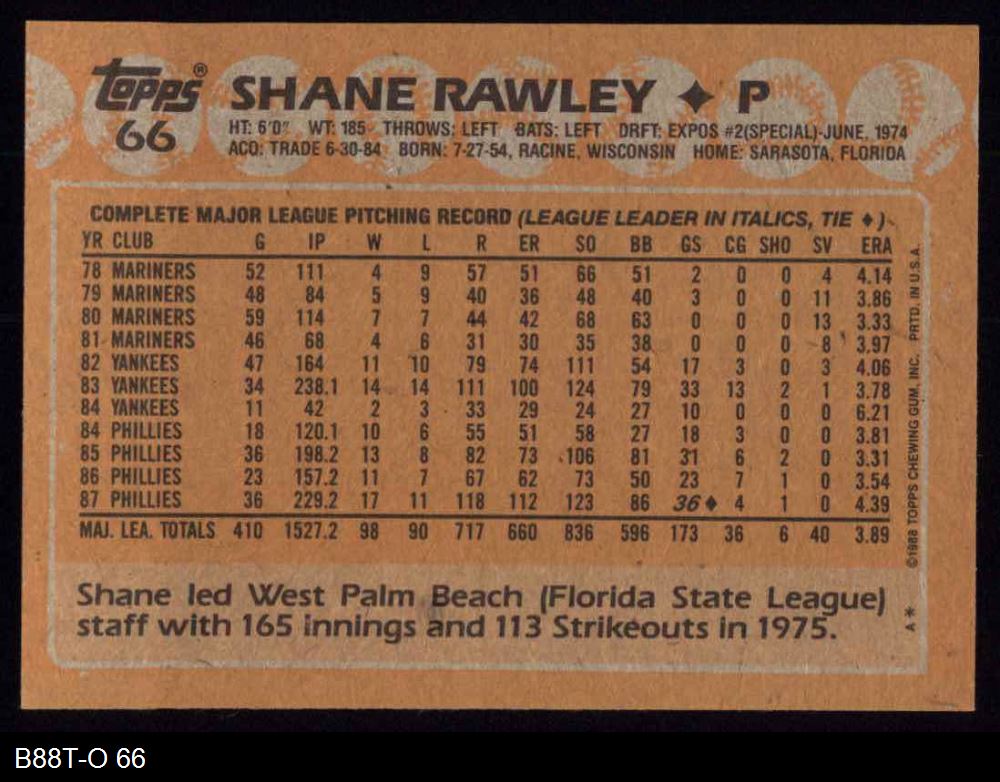 topps® SHANE RAWLEY ♦ P
66
HT: 6'0" WT: 185 THROWS: LEFT BATS: LEFT DRFT: EXPOS #2(SPECIAL)-JUNE, 1974
ACQ: TRADE 6-30-84 BORN: 7-27-54, RACINE, WISCONSIN HOME: SARASOTA, FLORIDA
COMPLETE MAJOR LEAGUE PITCHING RECORD (LEAGUE LEADER IN ITALICS, TIE ♦)
YR CLUB G IP W L R ER SO BB GS CG SHO SV ERA
78 MARINERS 52 111 4 9 57 51 66 51 2 0 0 4 4.14
79 MARINERS 48 84 5 9 40 36 48 40 3 0 0 11 3.86
80 MARINERS 59 114 7 7 44 42 68 63 0 0 0 13 3.33
81 MARINERS 46 68 4 6 31 30 35 38 0 0 0 8 3.97
82 YANKEES 47 164 11 10 79 74 111 54 17 3 0 3 4.06
83 YANKEES 34 238.1 14 14 111 100 124 79 33 13 2 1 3.78
84 YANKEES 11 42 2 3 33 29 24 27 10 0 0 0 6.21
84 PHILLIES 18 120.1 10 6 55 51 58 27 18 3 0 0 3.81
85 PHILLIES 36 198.2 13 8 82 73 106 81 31 6 2 0 3.31
86 PHILLIES 23 157.2 11 7 67 62 73 50 23 7 1 0 3.54
87 PHILLIES 36 229.2 17 11 118 112 123 86 36♦ 4 1 0 4.39
MAJ. LEA. TOTALS 410 1527.2 98 90 717 660 836 596 173 36 6 40 3.89
Shane led West Palm Beach (Florida State League)
staff with 165 innings and 113 Strikeouts in 1975.
©1988 TOPPS CHEWING GUM, INC. PRTD. IN U.S.A.
A*
B88T-O 66